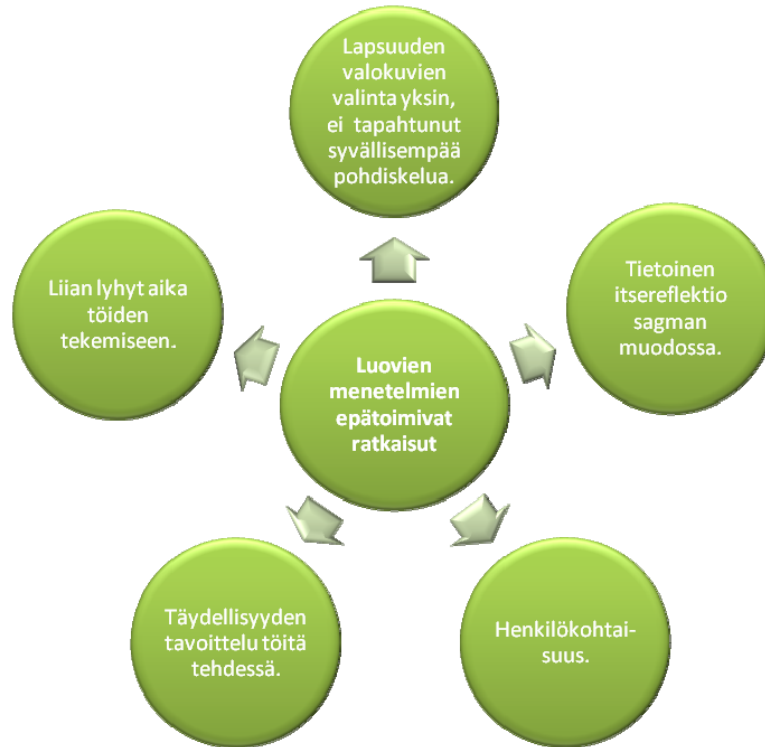 Lapsuuden
valokuvien
valinta yksin,
ei tapahtunut
syvällisempää
pohdiskelua.
Liian lyhyt aika
töiden
tekemiseen.
Tietoinen
itsereflektio
sagman
muodossa.
Luovien
menetelmien
epätoimivat
ratkaisut
Täydellisyyden
tavoittelu töitä
tehdessä.
Henkilökohtai-
suus.